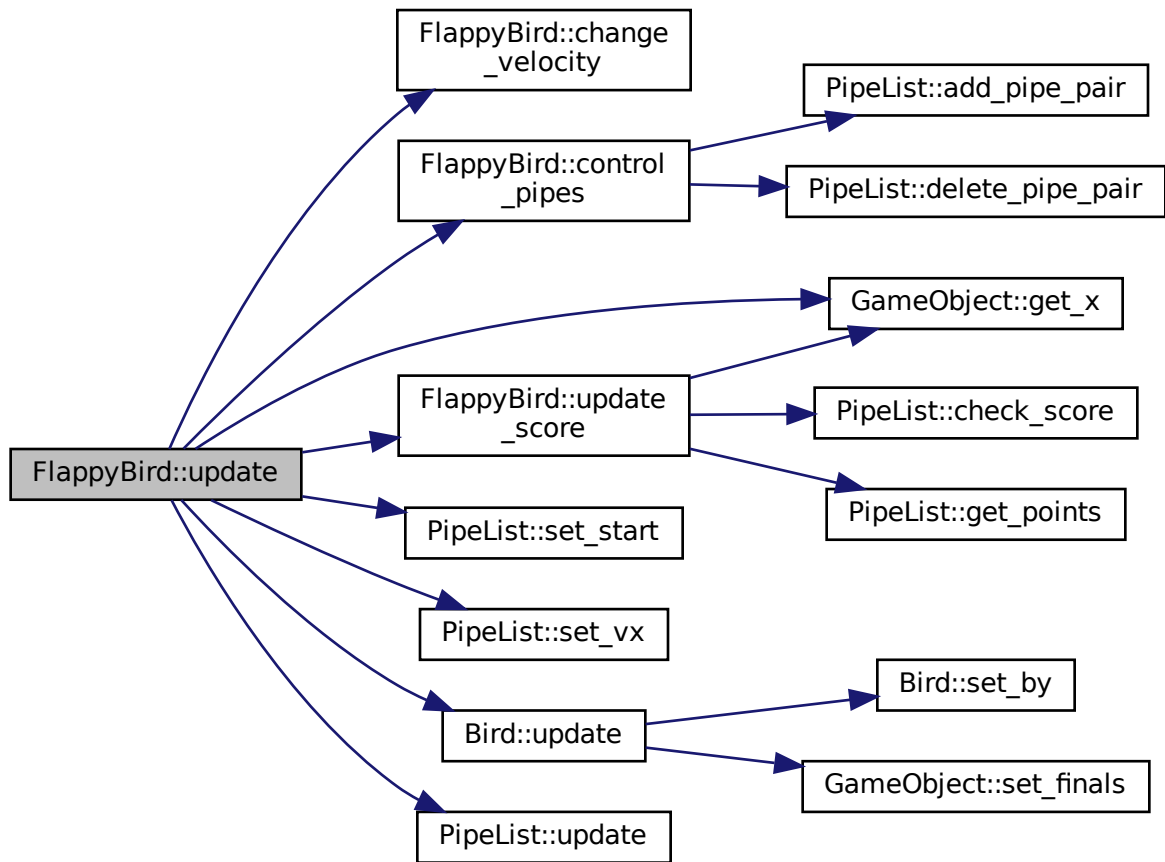 FlappyBird::change
_velocity
PipeList::add_pipe_pair
FlappyBird::control
_pipes
PipeList::delete_pipe_pair
GameObject::get_x
FlappyBird::update
_score
PipeList::check_score
FlappyBird::update
PipeList::get_points
PipeList::set_start
PipeList::set_vx
Bird::set_by
Bird::update
GameObject::set_finals
PipeList::update